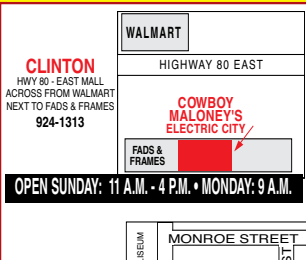 WALMART
CLINTON
HWY 80 - EAST MALL
ACROSS FROM WALMART
NEXT TO FADS & FRAMES
924-1313
HIGHWAY 80 EAST
COWBOY
MALONEY'S
ELECTRIC CITY
FADS &
FRAMES
OPEN SUNDAY: 11 A.M. - 4 P.M. • MONDAY: 9 A.M.
MONROE STREET